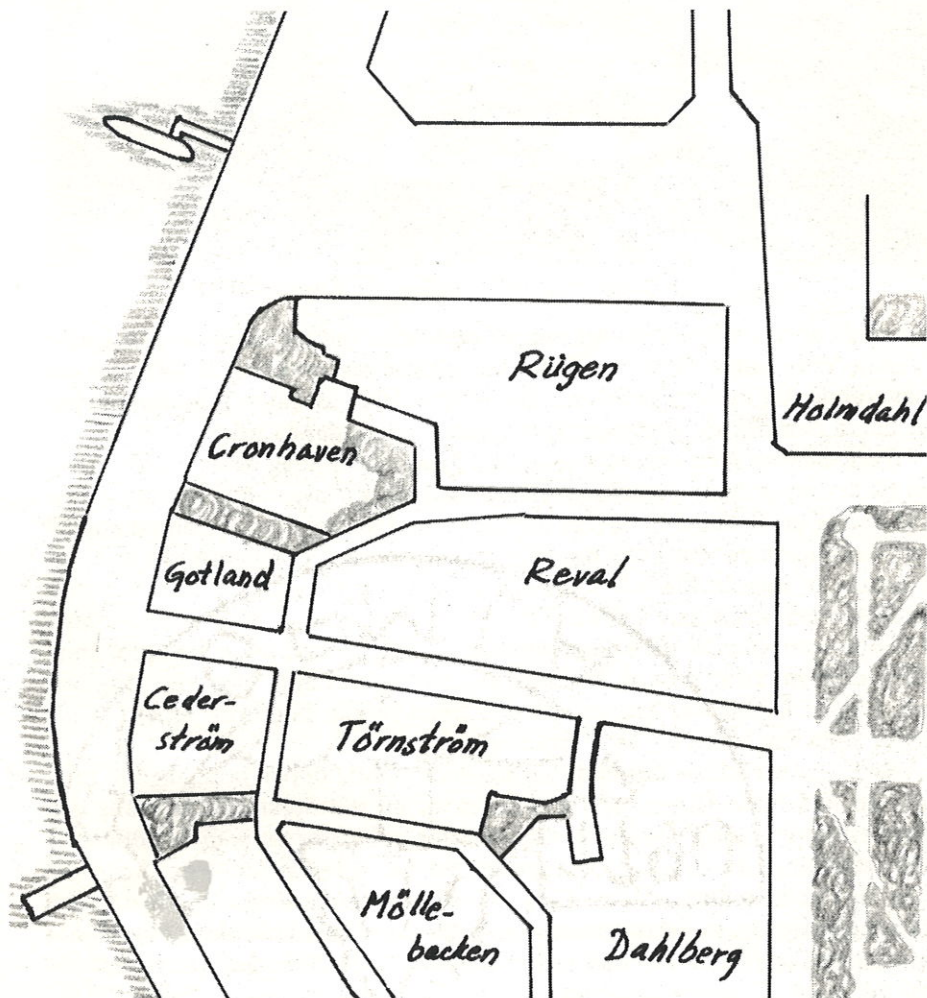 Rügen
Holmdahl
Cronhaven
Gotland
Reval
Ceder-
ström
Törnström
Mölle-
backen
Dahlberg